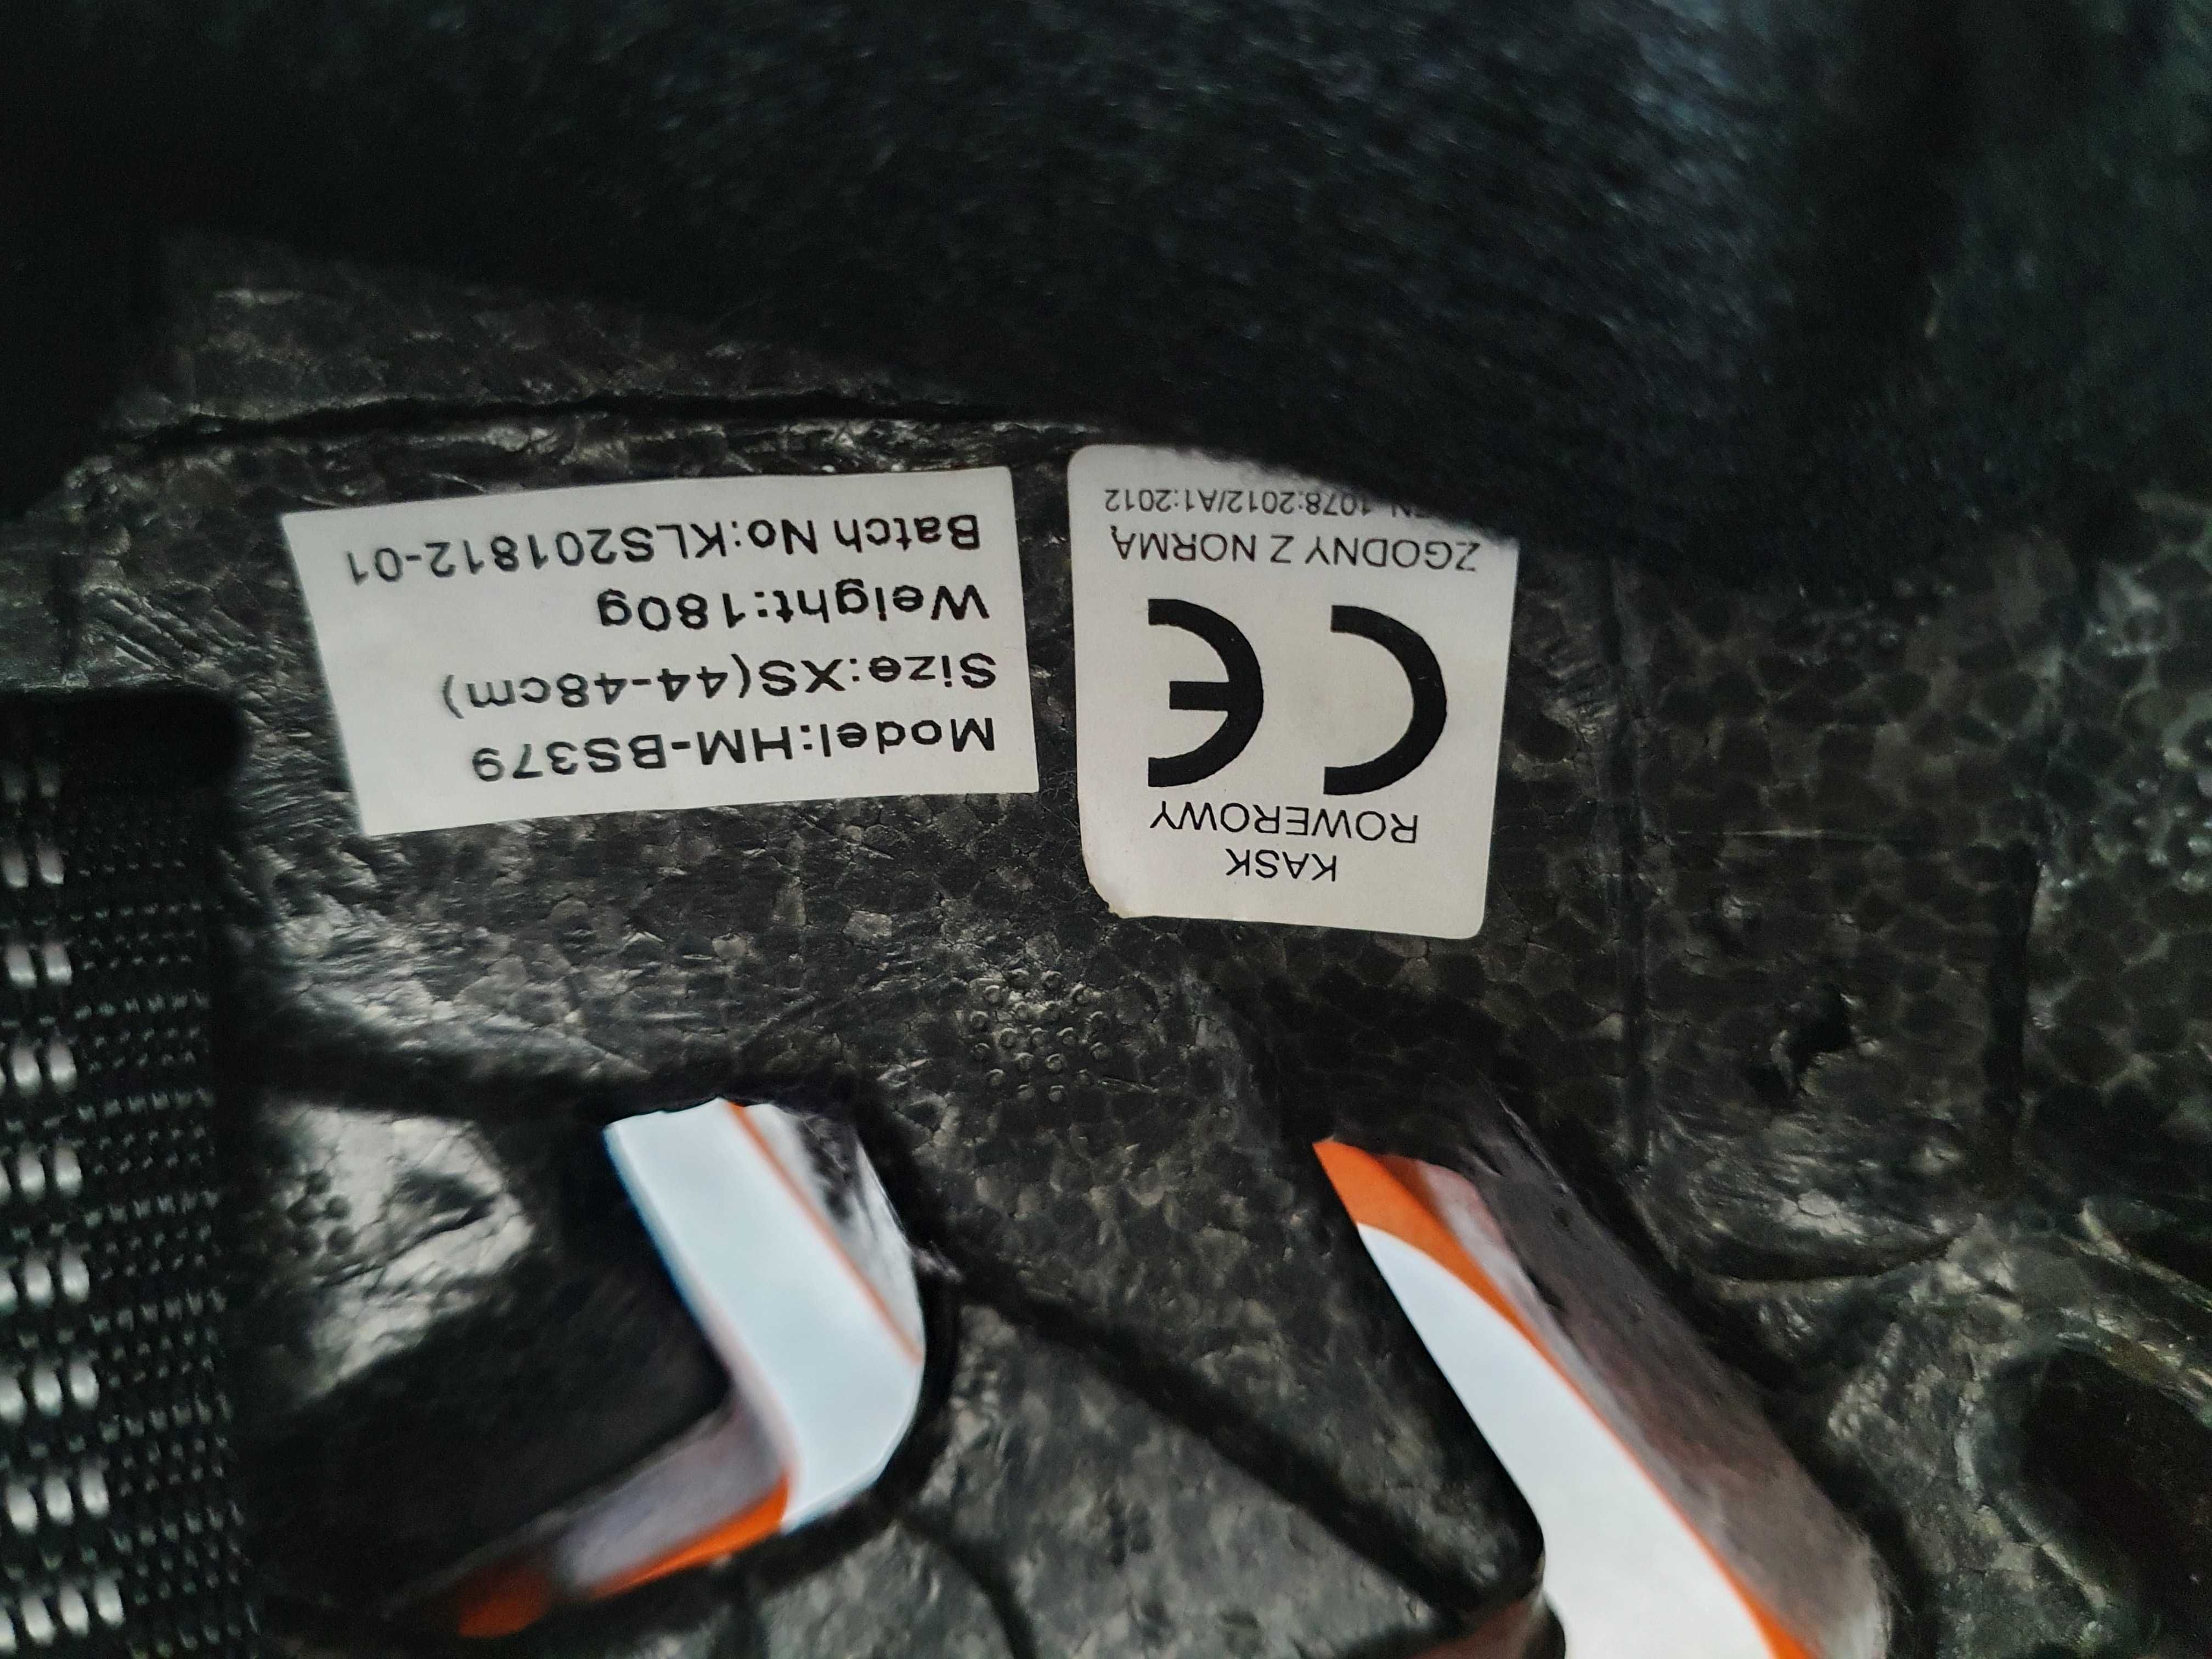 Model:HM-BS379
Size:XS(44-48cm)
Weight:180g
Batch No:KLS201812-01
KASK
ROWEROWY
CE
ZGODNY Z NORMĄ
1078:2012/A1:2012